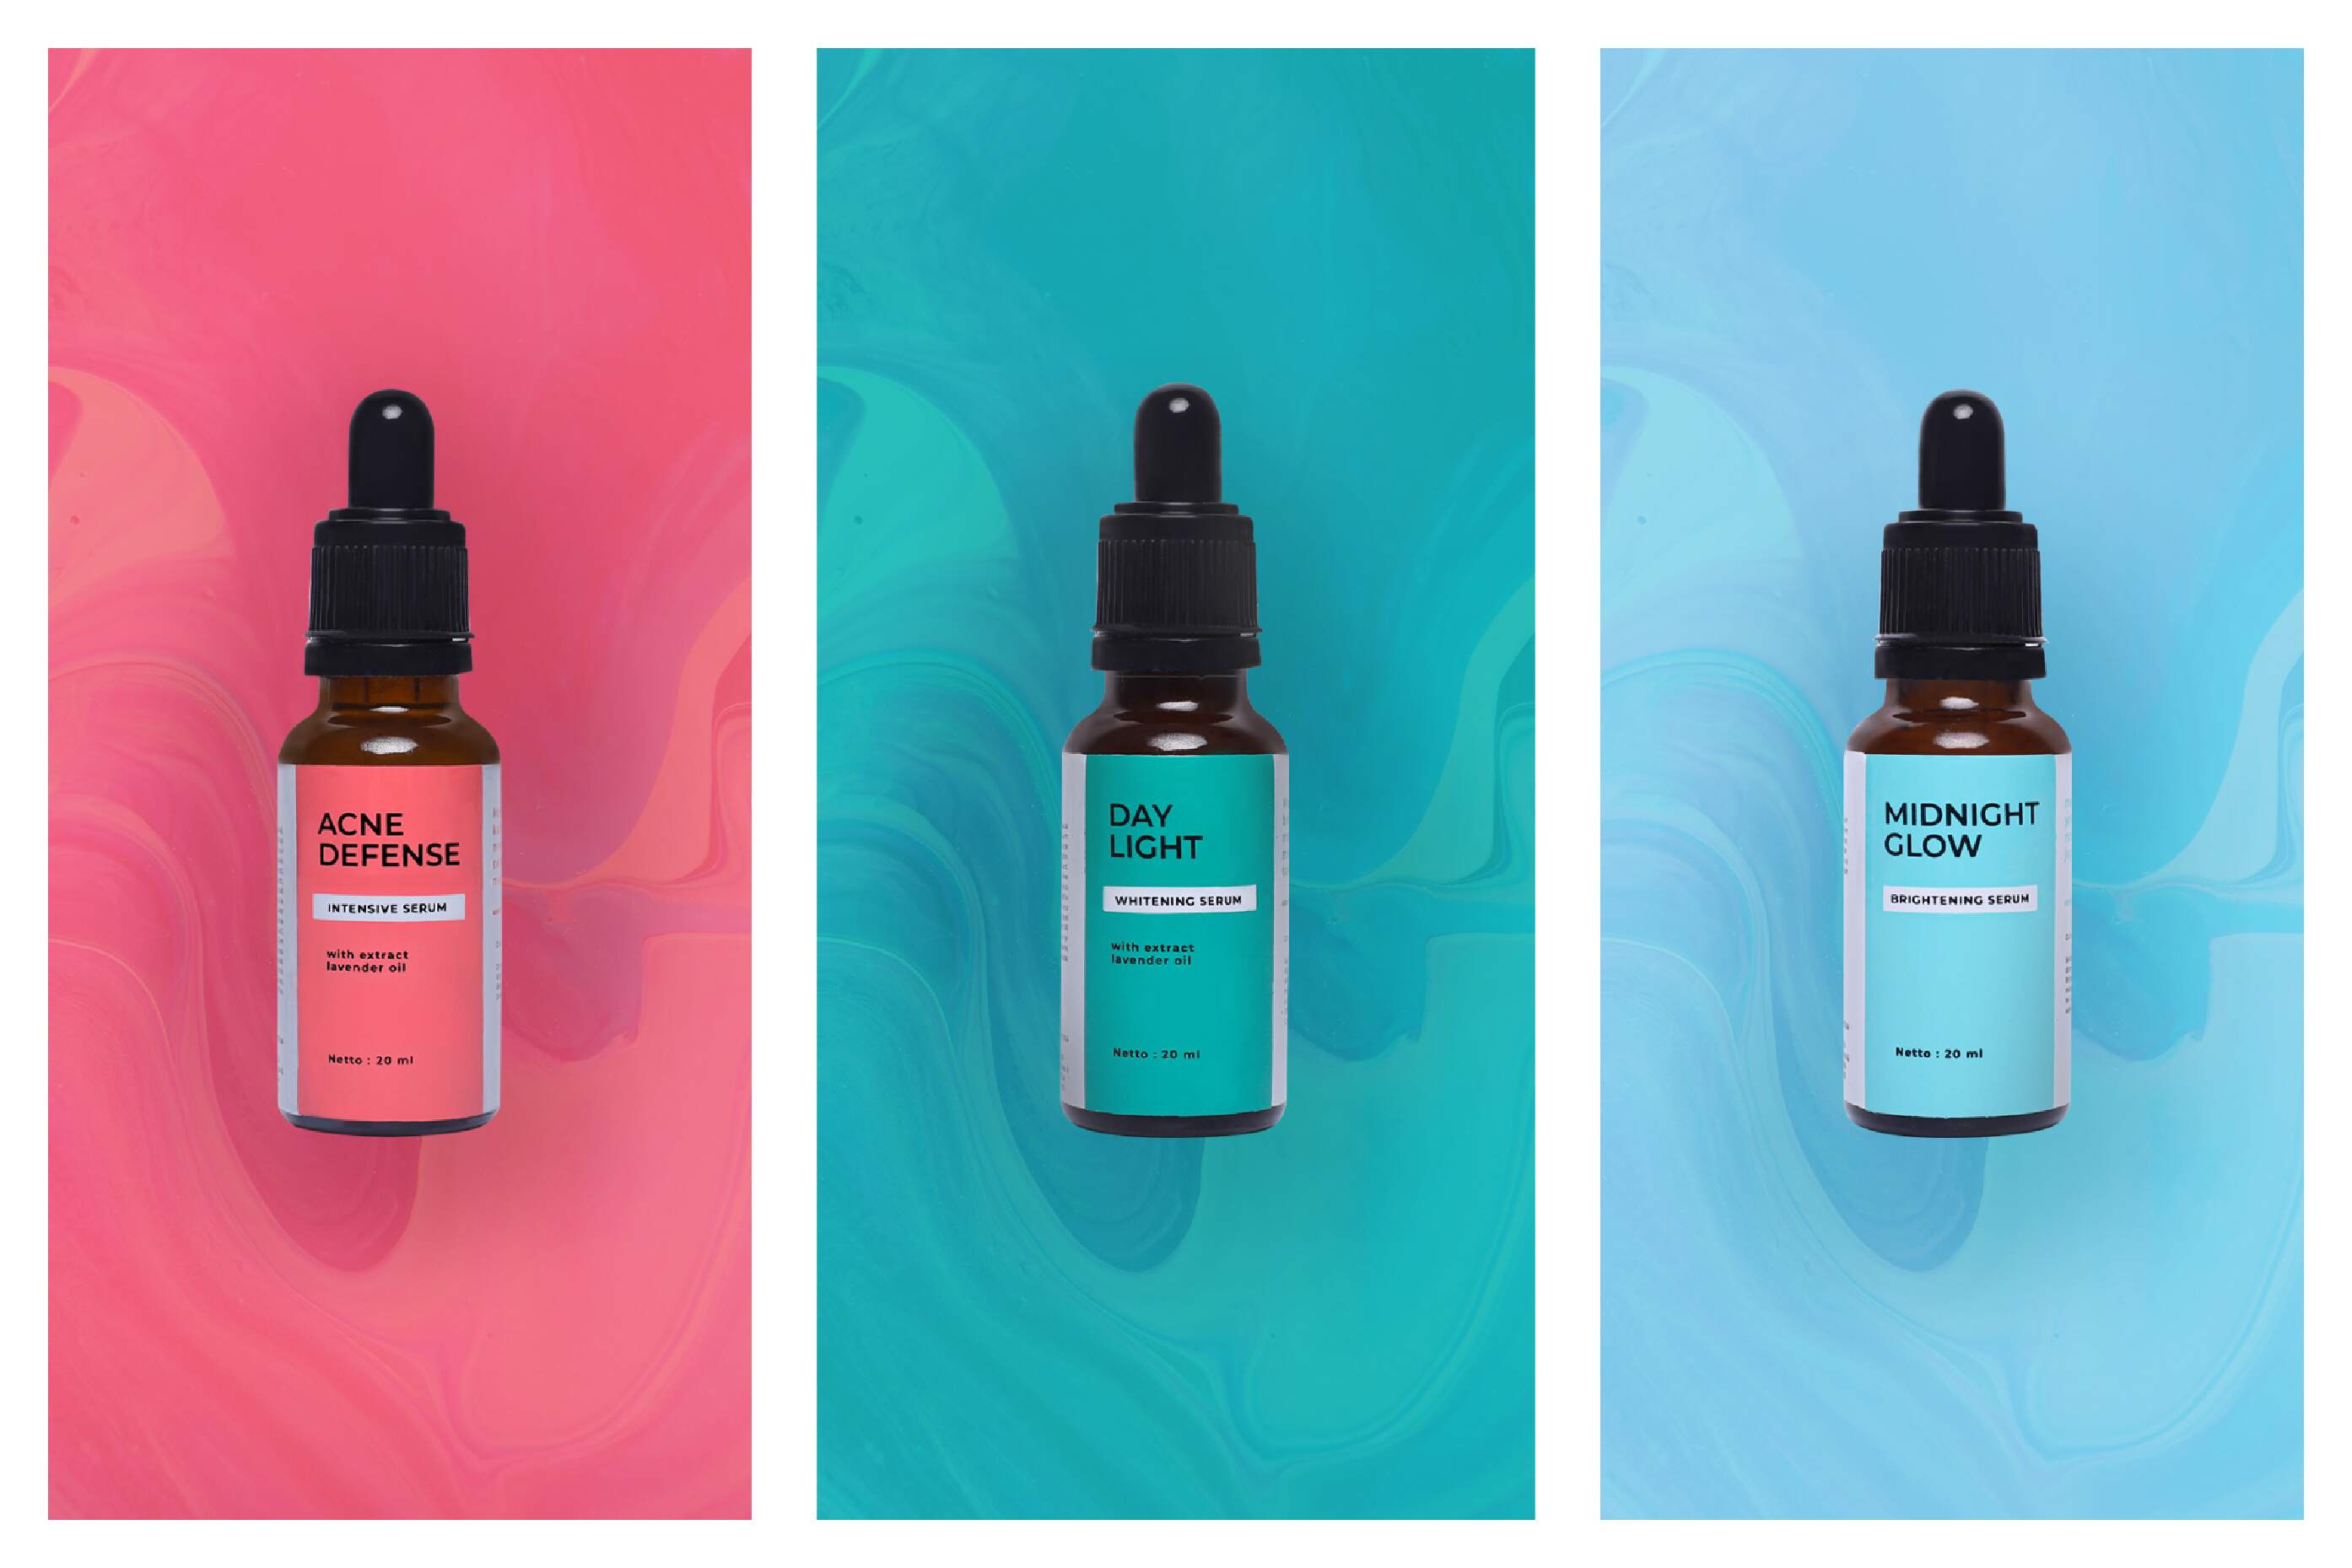 ACNE
DEFENSE
INTENSIVE SERUM
with extract
lavender oil
Netto : 20 ml
DAY
LIGHT
WHITENING SERUM
with extract
lavender oil
Netto : 20 ml
MIDNIGHT
GLOW
BRIGHTENING SERUM
Netto : 20 ml